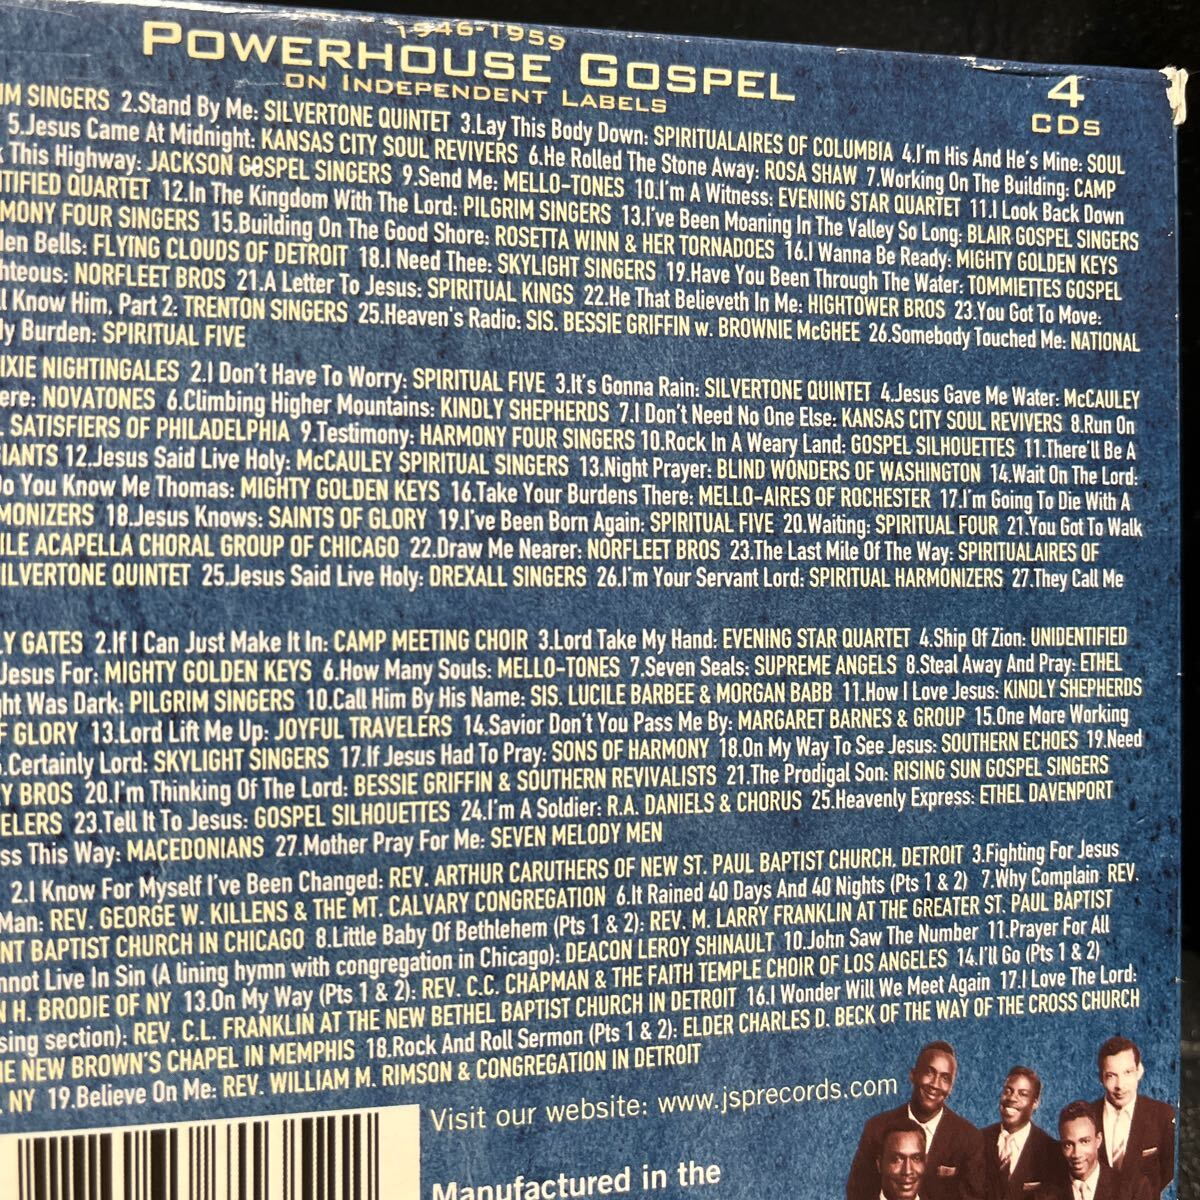 1946-1959
POWERHOUSE GOSPEL
ON INDEPENDENT LABELS
4
CDs
IM SINGERS 2.Stand By Me: SILVERTONE QUINTET 3.Lay This Body Down: SPIRITUALAIRES OF COLUMBIA 4.I'm His And He's Mine: SOUL
5.Jesus Came At Midnight: KANSAS CITY SOUL REVIVERS 6.He Rolled The Stone Away: ROSA SHAW 7.Working On The Building: CAMP
k This Highway: JACKSON GOSPEL SINGERS 9.Send Me: MELLO-TONES 10.I'm A Witness: EVENING STAR QUARTET 11.I Look Back Down
TIFIED QUARTET 12.In The Kingdom With The Lord: PILGRIM SINGERS 13.I've Been Moaning In The Valley So Long: BLAIR GOSPEL SINGERS
MONY FOUR SINGERS 15.Building On The Good Shore: ROSETTA WINN & HER TORNADOES 16.I Wanna Be Ready: MIGHTY GOLDEN KEYS
den Bells: FLYING CLOUDS OF DETROIT 18.I Need Thee: SKYLIGHT SINGERS 19.Have You Been Through The Water: TOMMIETTES GOSPEL
hteous: NORFLEET BROS 21.A Letter To Jesus: SPIRITUAL KINGS 22.He That Believeth In Me: HIGHTOWER BROS 23.You Got To Move:
ll Know Him, Part 2: TRENTON SINGERS 25.Heaven's Radio: SIS. BESSIE GRIFFIN w. BROWNIE McGHEE 26.Somebody Touched Me: NATIONAL
ly Burden: SPIRITUAL FIVE
IXIE NIGHTINGALES 2.I Don't Have To Worry: SPIRITUAL FIVE 3.It's Gonna Rain: SILVERTONE QUINTET 4.Jesus Gave Me Water: McCAULEY
ere: NOVATONES 6.Climbing Higher Mountains: KINDLY SHEPHERDS 7.I Don't Need No One Else: KANSAS CITY SOUL REVIVERS 8.Run On
. SATISFIERS OF PHILADELPHIA 9.Testimony: HARMONY FOUR SINGERS 10.Rock In A Weary Land: GOSPEL SILHOUETTES 11.There'll Be A
IANTS 12.Jesus Said Live Holy: McCAULEY SPIRITUAL SINGERS 13.Night Prayer: BLIND WONDERS OF WASHINGTON 14.Wait On The Lord:
Do You Know Me Thomas: MIGHTY GOLDEN KEYS 16.Take Your Burdens There: MELLO-AIRES OF ROCHESTER 17.I'm Going To Die With A
MONIZERS 18.Jesus Knows: SAINTS OF GLORY 19.I've Been Born Again: SPIRITUAL FIVE 20.Waiting: SPIRITUAL FOUR 21.You Got To Walk
ILE ACAPELLA CHORAL GROUP OF CHICAGO 22.Draw Me Nearer: NORFLEET BROS 23.The Last Mile Of The Way: SPIRITUALAIRES OF
ILVERTONE QUINTET 25.Jesus Said Live Holy: DREXALL SINGERS 26.I'm Your Servant Lord: SPIRITUAL HARMONIZERS 27.They Call Me
LY GATES 2.If I Can Just Make It In: CAMP MEETING CHOIR 3.Lord Take My Hand: EVENING STAR QUARTET 4.Ship Of Zion: UNIDENTIFIED
Jesus For: MIGHTY GOLDEN KEYS 6.How Many Souls: MELLO-TONES 7.Seven Seals: SUPREME ANGELS 8.Steal Away And Pray: ETHEL
ht Was Dark: PILGRIM SINGERS 10.Call Him By His Name: SIS. LUCILE BARBEE & MORGAN BABB 11.How I Love Jesus: KINDLY SHEPHERDS
F GLORY 13.Lord Lift Me Up: JOYFUL TRAVELERS 14.Savior Don't You Pass Me By: MARGARET BARNES & GROUP 15.One More Working
.Certainly Lord: SKYLIGHT SINGERS 17.If Jesus Had To Pray: SONS OF HARMONY 18.On My Way To See Jesus: SOUTHERN ECHOES 19.Need
Y BROS 20.I'm Thinking Of The Lord: BESSIE GRIFFIN & SOUTHERN REVIVALISTS 21.The Prodigal Son: RISING SUN GOSPEL SINGERS
ELERS 23.Tell It To Jesus: GOSPEL SILHOUETTES 24.I'm A Soldier: R.A. DANIELS & CHORUS 25.Heavenly Express: ETHEL DAVENPORT
ss This Way: MACEDONIANS 27.Mother Pray For Me: SEVEN MELODY MEN
2.I Know For Myself I've Been Changed: REV. ARTHUR CARUTHERS OF NEW ST. PAUL BAPTIST CHURCH, DETROIT 3.Fighting For Jesus
Man: REV. GEORGE W. KILLENS & THE MT. CALVARY CONGREGATION 6.It Rained 40 Days And 40 Nights (Pts 1 & 2) 7.Why Complain REV.
NT BAPTIST CHURCH IN CHICAGO 8.Little Baby Of Bethlehem (Pts 1 & 2): REV. M. LARRY FRANKLIN AT THE GREATER ST. PAUL BAPTIST
nnot Live In Sin (A lining hymn with congregation in Chicago): DEACON LEROY SHINAULT 10.John Saw The Number 11.Prayer For All
N H. BRODIE OF NY 13.On My Way (Pts 1 & 2): REV. C.C. CHAPMAN & THE FAITH TEMPLE CHOIR OF LOS ANGELES 14.I'll Go (Pts 1 & 2)
sing section): REV. C.L. FRANKLIN AT THE NEW BETHEL BAPTIST CHURCH IN DETROIT 16.I Wonder Will We Meet Again 17.I Love The Lord:
HE NEW BROWN'S CHAPEL IN MEMPHIS 18.Rock And Roll Sermon (Pts 1 & 2): ELDER CHARLES D. BECK OF THE WAY OF THE CROSS CHURCH
NY 19.Believe On Me: REV. WILLIAM M. RIMSON & CONGREGATION IN DETROIT
Visit our website: www.jsprecords.com
Manufactured in the